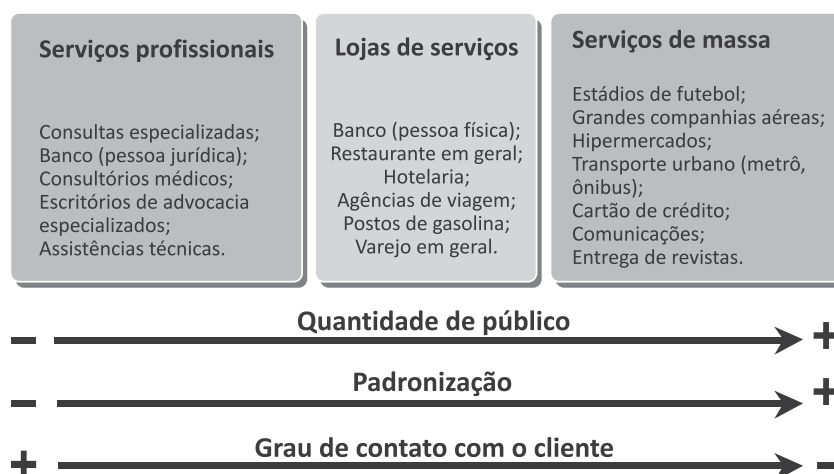 Serviços profissionais
Consultas especializadas;
Banco (pessoa jurídica);
Consultórios médicos;
Escritórios de advocacia
especializados;
Assistências técnicas.
Lojas de serviços
Banco (pessoa física);
Restaurante em geral;
Hotelaria;
Agências de viagem;
Postos de gasolina;
Varejo em geral.
Serviços de massa
Estádios de futebol;
Grandes companhias aéreas;
Hipermercados;
Transporte urbano (metrô,
ônibus);
Cartão de crédito;
Comunicações;
Entrega de revistas.
Quantidade de público
– +
Padronização
– +
Grau de contato com o cliente
+ –